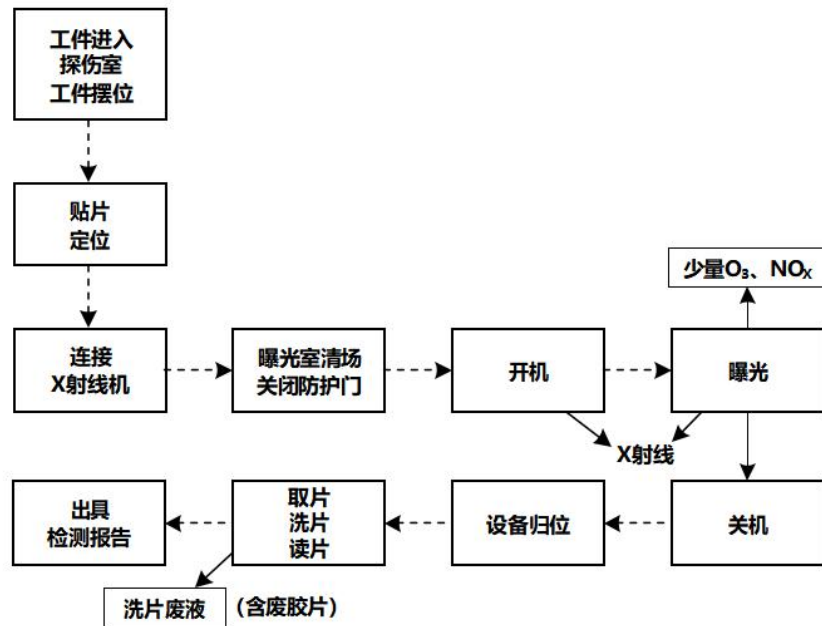 工件进入
探伤室
工件摆位
贴片
定位
少量O₃、NOₓ
连接
X射线机
曝光室清场
关闭防护门
开机
曝光
X射线
出具
检测报告
取片
洗片
读片
设备归位
关机
洗片废液
（含废胶片）